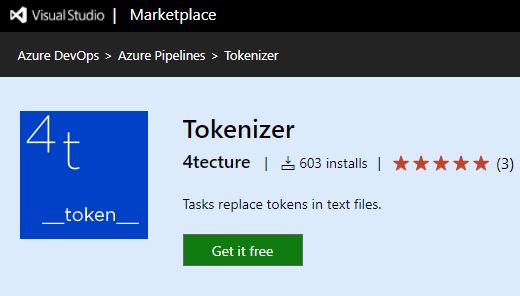 Visual Studio | Marketplace
Azure DevOps > Azure Pipelines > Tokenizer
4t
__token__
Tokenizer
4tecture | 603 installs | (3)
Tasks replace tokens in text files.
Get it free